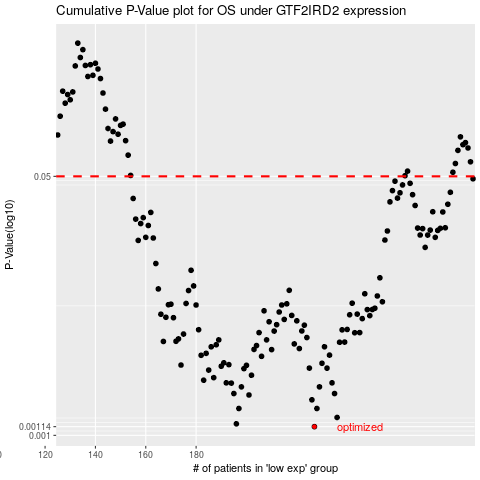 Cumulative P-Value plot for OS under GTF2IRD2 expression
P-Value(log10)
0.05
0.00114
0.001
optimized
0 120 140 160 180
# of patients in 'low exp' group